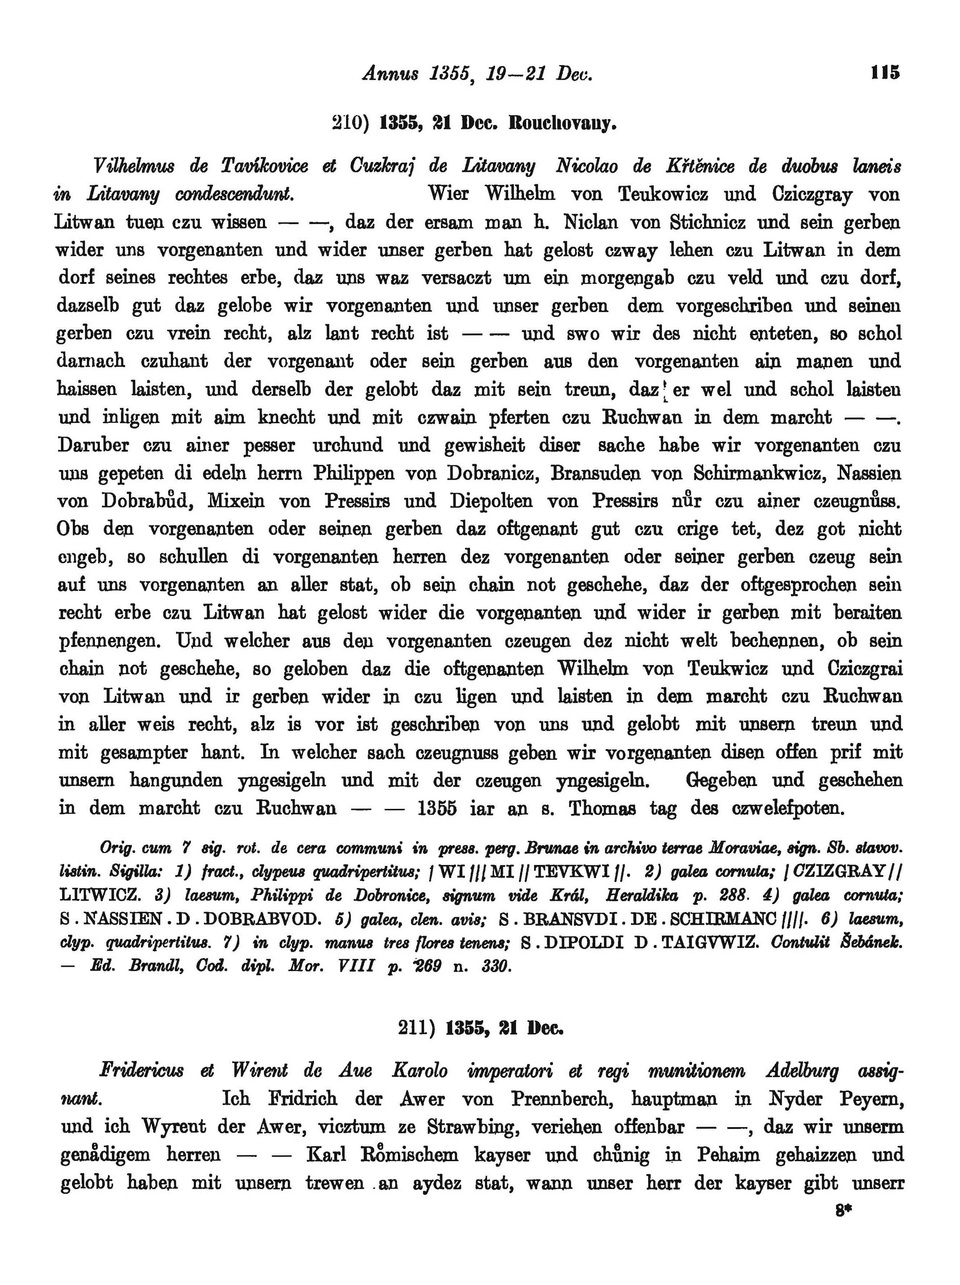 Annus 1355, 19—21 Dec. 115
210) 1355, 21 Dec. Rouchovany.
Vilhelmus de Tavíkovice et Cuzkraj de Litavany Nicolao de Křtěnice de duobus laneis
in Litavany condescendunt. Wier Wilhelm von Teukowicz und Cziczgray von
Litwan tuen czu wissen — —, daz der ersam man h. Niclan von Stichnicz und sein gerben
wider uns vorgenanten und wider unser gerben hat gelost czway lehen czu Litwan in dem
dorf seines rechtes erbe, daz uns waz versaczt um ein morgengab czu veld und czu dorf,
dazselb gut daz gelobe wir vorgenanten und unser gerben dem vorgeschriben und seinen
gerben czu vrein recht, alz lant recht ist — — und swo wir des nicht enteten, so schol
darnach czuhant der vorgenant oder sein gerben aus den vorgenanten ain manen und
haissen laisten, und derselb der gelobt daz mit sein treun, daz er wel und schol laisten
und inligen mit aim knecht und mit czwain pferten czu Ruchwan in dem marcht — —.
Daruber czu ainer pesser urchund und gewisheit diser sache habe wir vorgenanten czu
uns gepeten di edeln herrn Philippen von Dobranicz, Bransuden von Schirmankwicz, Nassien
von Dobrabůd, Mixein von Pressirs und Diepolten von Pressirs nůr czu ainer czeugnůss.
Obs den vorgenanten oder seinen gerben daz oftgenant gut czu crige tet, dez got nicht
engeb, so schullen di vorgenanten herren dez vorgenanten oder seiner gerben czeug sein
auf uns vorgenanten an aller stat, ob sein chain not geschehe, daz der oftgesprochen sein
recht erbe czu Litwan hat gelost wider die vorgenanten und wider ir gerben mit beraiten
pfennengen. Und welcher aus den vorgenanten czeugen dez nicht welt bechennen, ob sein
chain not geschehe, so geloben daz die oftgenanten Wilhelm von Teukwicz und Cziczgrai
von Litwan und ir gerben wider in czu ligen und laisten in dem marcht czu Ruchwan
in aller weis recht, alz is vor ist geschriben von uns und gelobt mit unsern treun und
mit gesampter hant. In welcher sach czeugnuss geben wir vorgenanten disen offen prif mit
unsern hangunden yngesigeln und mit der czeugen yngesigeln. Gegeben und geschehen
in dem marcht czu Ruchwan — — 1355 iar an s. Thomas tag des czwelefpoten.
Orig. cum 7 sig. rot. de cera communi in press. perg. Brunae in archivo terrae Moraviae, sign. Sb. stavov.
listin. Sigilla: 1) fract., clypeus quadripertitus; / WI /// MI // TEVKWI //. 2) galea cornuta; / CZIZGRAY //
LITWICZ. 3) laesum, Philippi de Dobronice, signum vide Král, Heraldika p. 288. 4) galea cornuta;
S . NASSIEN . D . DOBRABVOD. 5) galea, clen. avis; S . BRANSVDI . DE . SCHIRMANC ////. 6) laesum,
clyp. quadripertitus. 7) in clyp. manus tres flores tenens; S . DIPOLDI D . TAIGVWIZ. Contulit Šebánek.
— Ed. Brandl, Cod. dipl. Mor. VIII p. 269 n. 330.
211) 1355, 21 Dec.
Fridericus et Wirent de Aue Karolo imperatori et regi munitionem Adelburg assig-
nant. Ich Fridrich der Awer von Prennberch, hauptman in Nyder Peyern,
und ich Wyrent der Awer, vicztum ze Strawbing, veriehen offenbar — —, daz wir unserm
genådigem herren — — Karl Roͤmischem kayser und chuͤnig in Pehaim gehaizzen und
gelobt haben mit unsern trewen an aydez stat, wann unser herr der kayser gibt unserr
8*